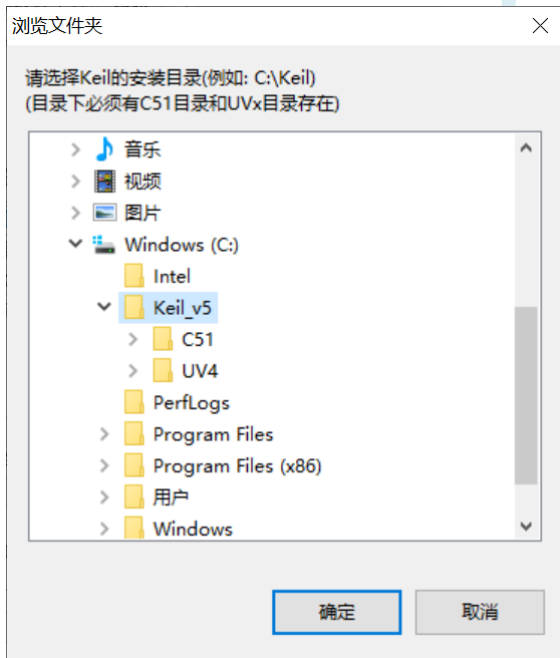 浏览文件夹
请选择Keil的安装目录(例如: C:\Keil)
(目录下必须有C51目录和UVx目录存在)
音乐
视频
图片
Windows (C:)
Intel
Keil_v5
C51
UV4
PerfLogs
Program Files
Program Files (x86)
用户
Windows
确定
取消